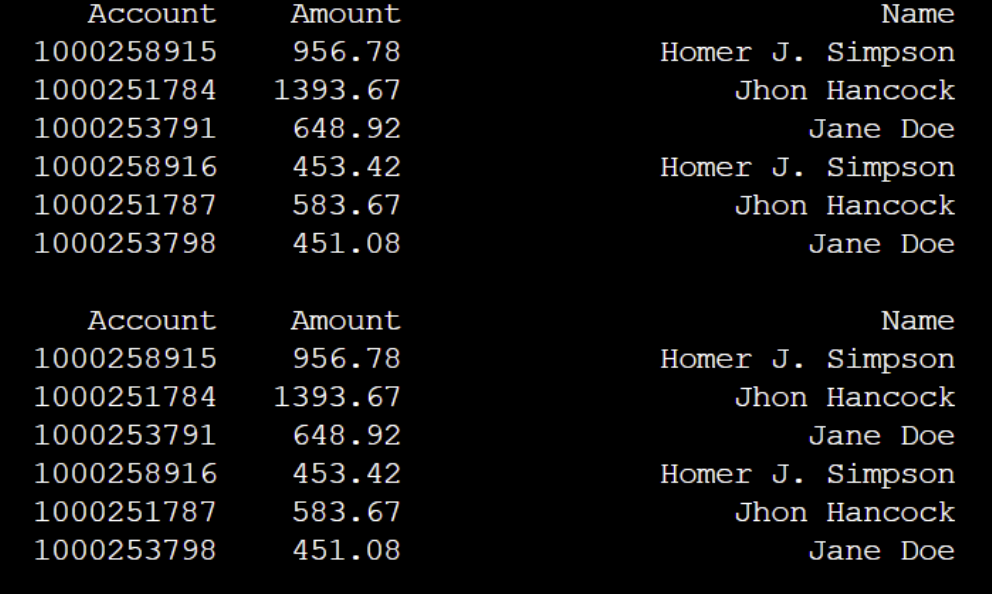 Account Amount Name
1000258915 956.78 Homer J. Simpson
1000251784 1393.67 Jhon Hancock
1000253791 648.92 Jane Doe
1000258916 453.42 Homer J. Simpson
1000251787 583.67 Jhon Hancock
1000253798 451.08 Jane Doe
Account Amount Name
1000258915 956.78 Homer J. Simpson
1000251784 1393.67 Jhon Hancock
1000253791 648.92 Jane Doe
1000258916 453.42 Homer J. Simpson
1000251787 583.67 Jhon Hancock
1000253798 451.08 Jane Doe